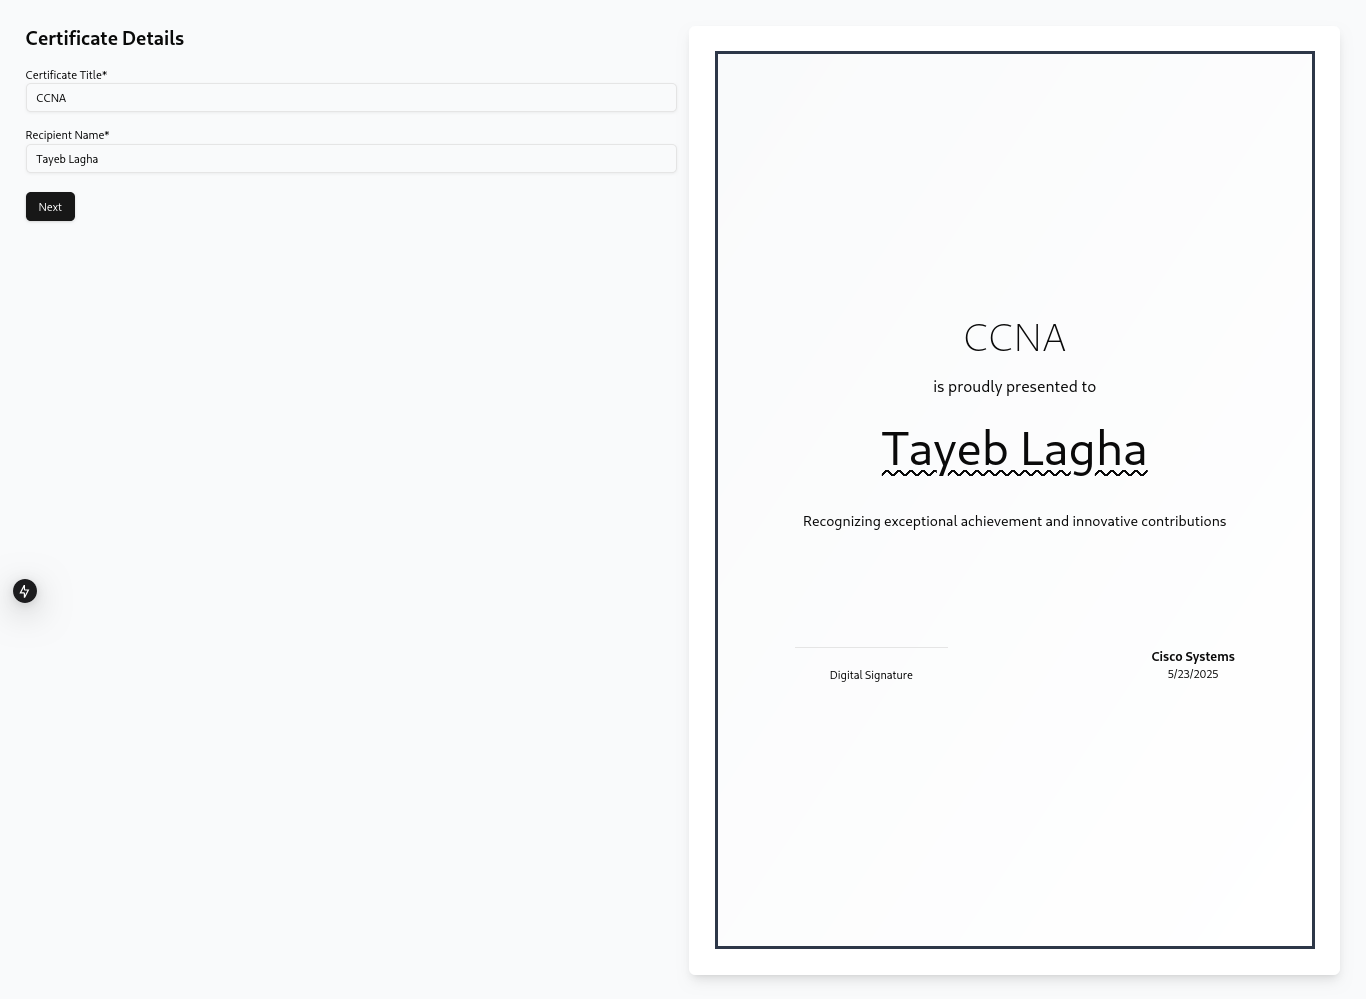 Certificate Details
Certificate Title*
CCNA
Recipient Name*
Tayeb Lagha
Next
CCNA
is proudly presented to
Tayeb Lagha
Recognizing exceptional achievement and innovative contributions
Digital Signature
Cisco Systems
5/23/2025